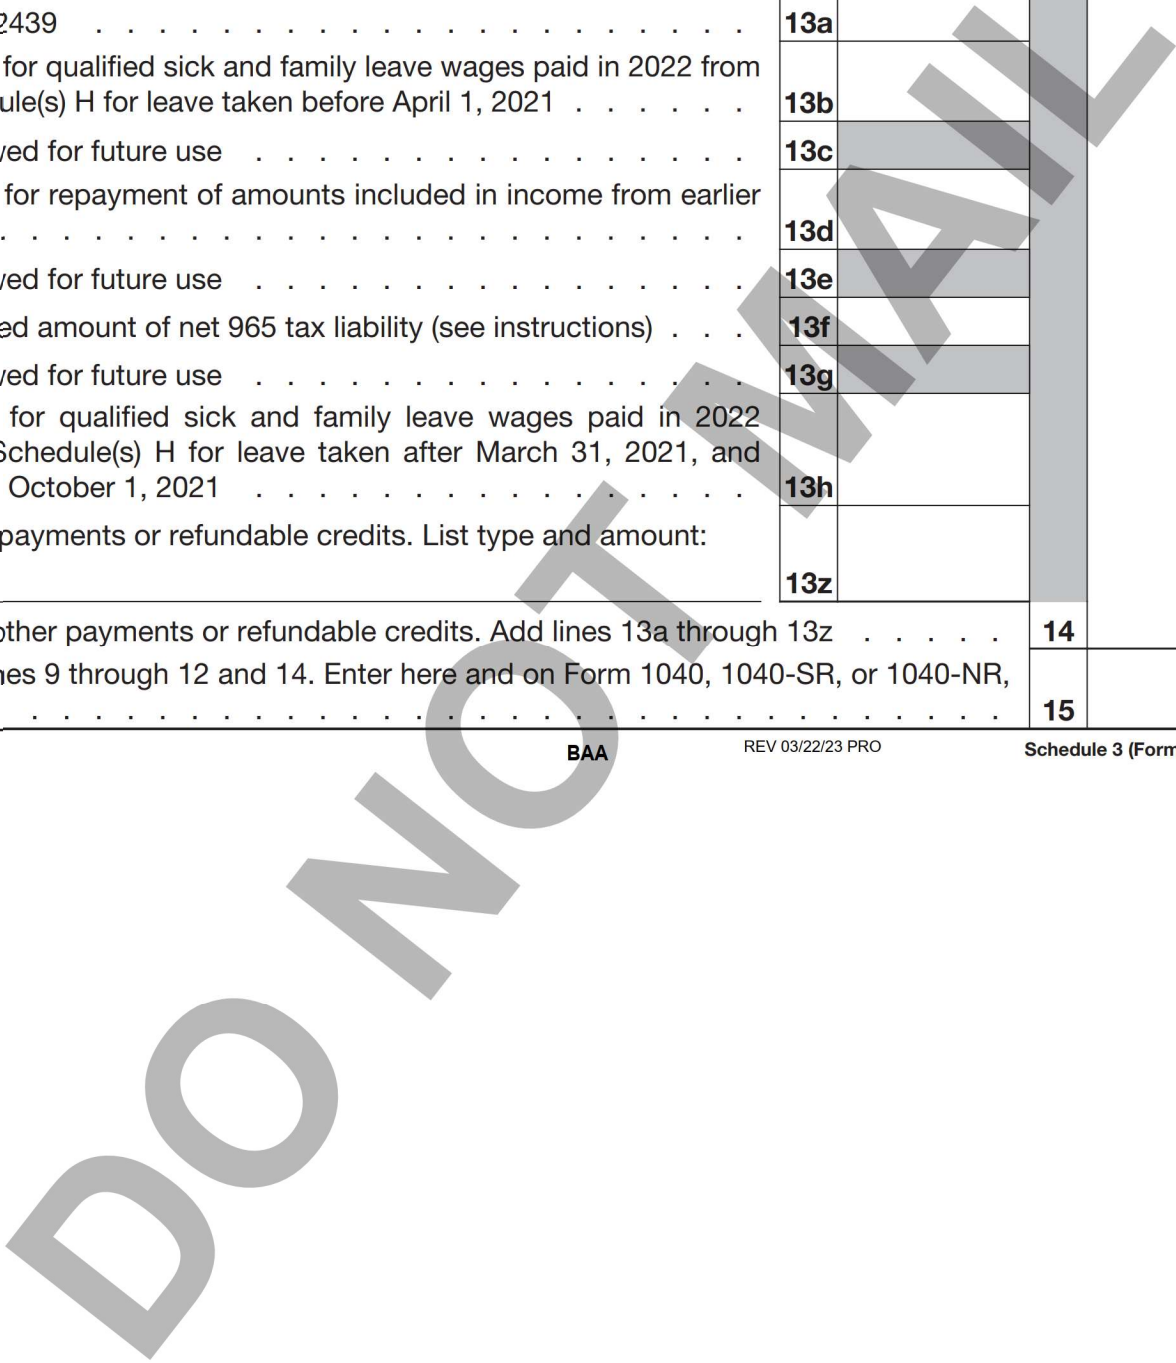 2439 . . . . . . . . . . . . . . . . . . . . . 13a
for qualified sick and family leave wages paid in 2022 from
ule(s) H for leave taken before April 1, 2021 . . . . . . 13b
ved for future use . . . . . . . . . . . . . . . . 13c
for repayment of amounts included in income from earlier
. . . . . . . . . . . . . . . . . . . . . . . . 13d
ved for future use . . . . . . . . . . . . . . . . 13e
ed amount of net 965 tax liability (see instructions) . . . 13f
ved for future use . . . . . . . . . . . . . . . . 13g
for qualified sick and family leave wages paid in 2022
Schedule(s) H for leave taken after March 31, 2021, and
October 1, 2021 . . . . . . . . . . . . . . . . 13h
payments or refundable credits. List type and amount:
13z
other payments or refundable credits. Add lines 13a through 13z . . . . . 14
nes 9 through 12 and 14. Enter here and on Form 1040, 1040-SR, or 1040-NR,
. . . . . . . . . . . . . . . . . . . . . . . . . . . . . . . 15
BAA REV 03/22/23 PRO Schedule 3 (Form
DO NOT MAIL